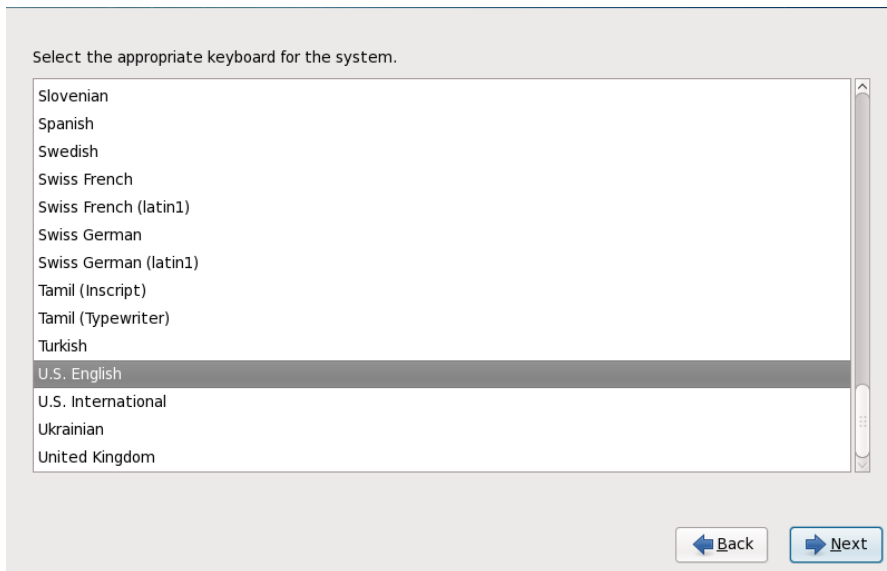 Select the appropriate keyboard for the system.
Slovenian
Spanish
Swedish
Swiss French
Swiss French (latin1)
Swiss German
Swiss German (latin1)
Tamil (Inscript)
Tamil (Typewriter)
Turkish
U.S. English
U.S. International
Ukrainian
United Kingdom
Back
Next